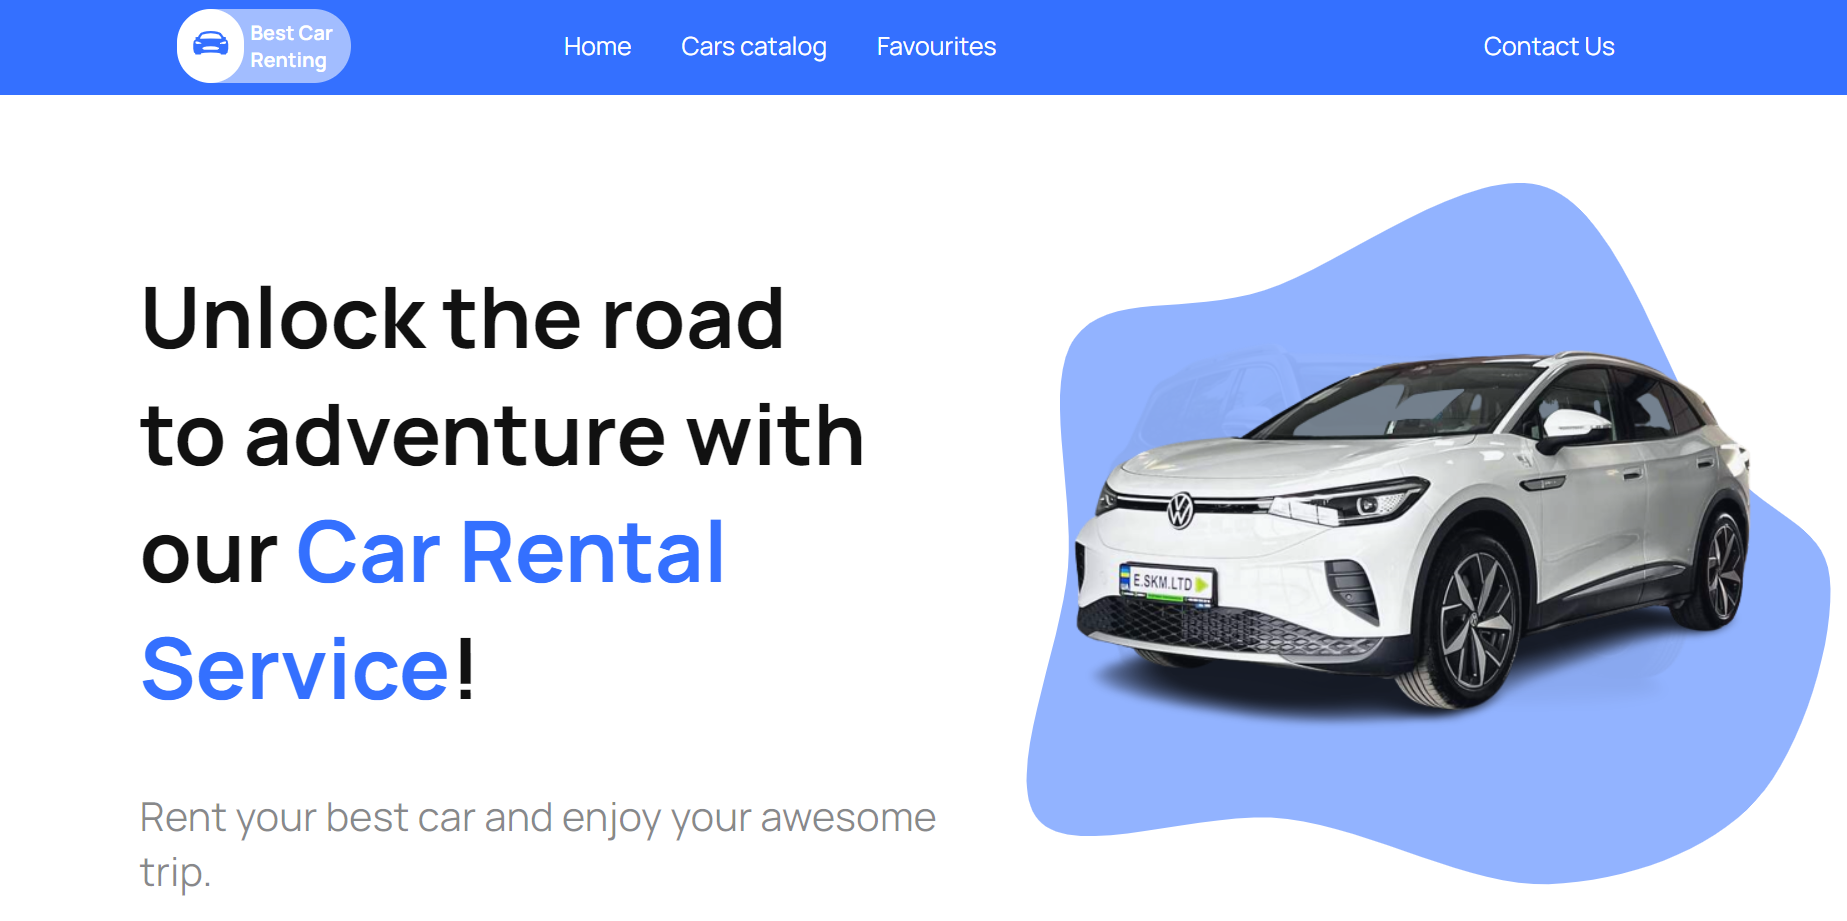 Best Car
Renting
Home
Cars catalog
Favourites
Contact Us
Unlock the road
to adventure with
our Car Rental
Service!
Rent your best car and enjoy your awesome
trip.
E.SKM.LTD